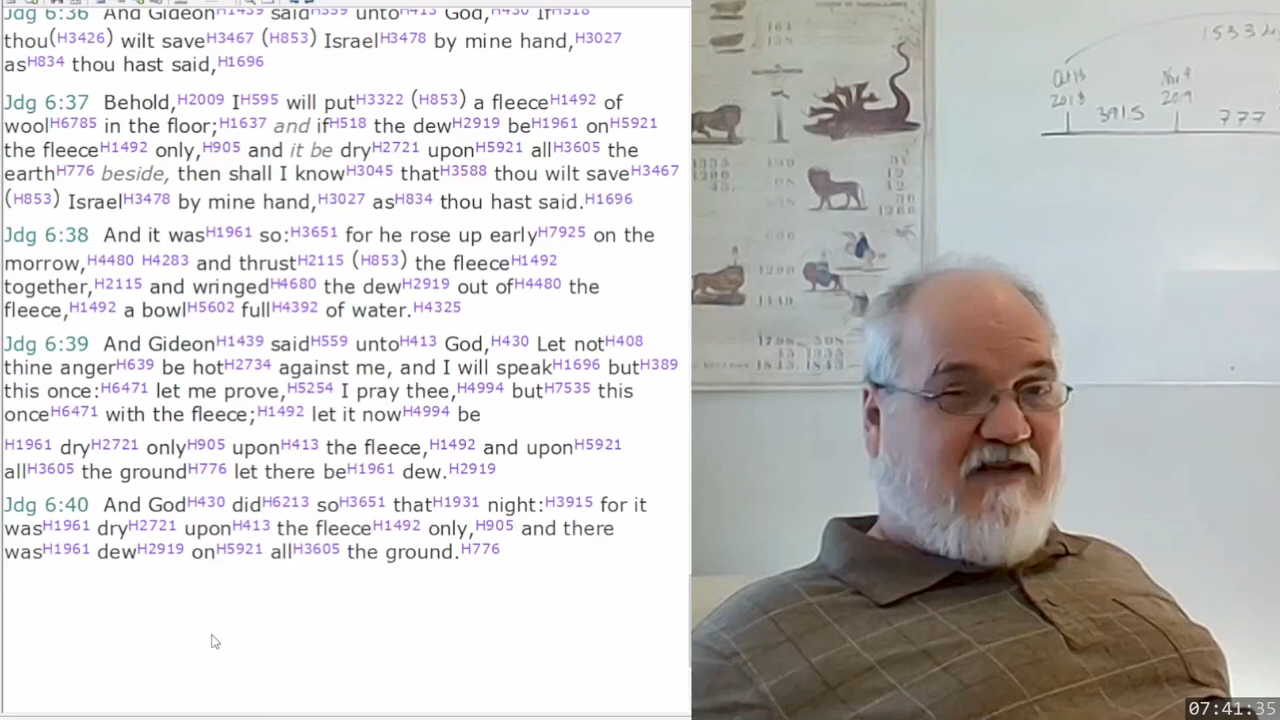 Jdg 6:36 And Gideon H1439 said H559 unto H413 God, H430 If H518
thou(H3426) wilt save H3467 (H853) Israel H3478 by mine hand, H3027
as H834 thou hast said, H1696
Jdg 6:37 Behold, H2009 I H595 will put H3322 (H853) a fleece H1492 of
wool H6785 in the floor; H1637 and if H518 the dew H2919 be H1961 on H5921
the fleece H1492 only, H905 and it be dry H2721 upon H5921 all H3605 the
earth H776 beside, then shall I know H3045 that H3588 thou wilt save H3467
(H853) Israel H3478 by mine hand, H3027 as H834 thou hast said. H1696
Jdg 6:38 And it was H1961 so: H3651 for he rose up early H7925 on the
morrow, H4480 H4283 and thrust H2115 (H853) the fleece H1492
together, H2115 and wringed H4680 the dew H2919 out of H4480 the
fleece, H1492 a bowl H5602 full H4392 of water. H4325
Jdg 6:39 And Gideon H1439 said H559 unto H413 God, H430 Let not H408
thine anger H639 be hot H2734 against me, and I will speak H1696 but H389
this once: H6471 let me prove, H5254 I pray thee, H4994 but H7535 this
once H6471 with the fleece; H1492 let it now H4994 be
H1961 dry H2721 only H905 upon H413 the fleece, H1492 and upon H5921
all H3605 the ground H776 let there be H1961 dew. H2919
Jdg 6:40 And God H430 did H6213 so H3651 that H1931 night: H3915 for it
was H1961 dry H2721 upon H413 the fleece H1492 only, H905 and there
was H1961 dew H2919 on H5921 all H3605 the ground. H776
1533
Oct 13 Nov 9
2018 2019
391.5 777
1260
1798
1843, 1843
07:41:35